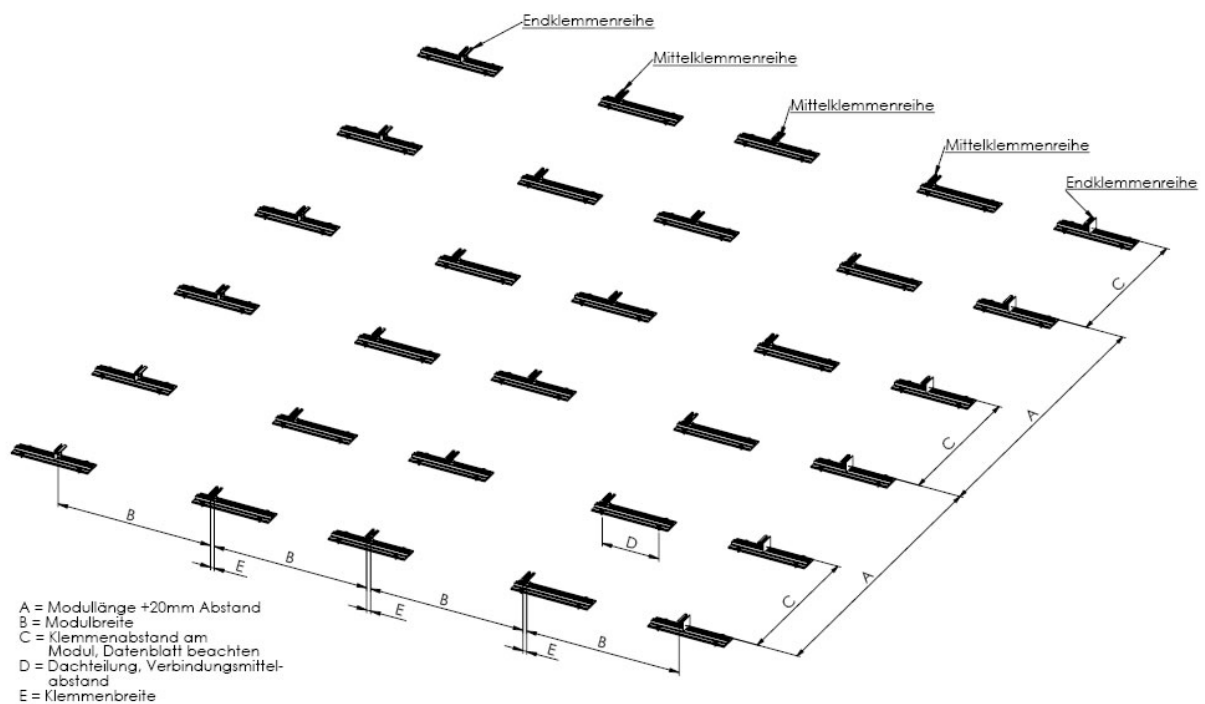 Endklemmenreihe
Mittelklemmenreihe
Mittelklemmenreihe
Mittelklemmenreihe
Endklemmenreihe
C
A
C
B
D
E
B
A
C
E
B
E
B
A = Modullänge +20mm Abstand
B = Modulbreite
C = Klemmenabstand am
Modul, Datenblatt beachten
D = Dachteilung, Verbindungsmittel-
abstand
E = Klemmenbreite